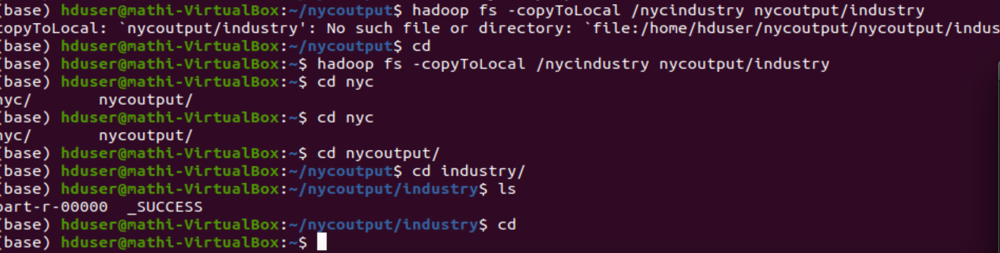 (base) hduser@mathi-VirtualBox:~/nycoutput$ hadoop fs -copyToLocal /nycindustry nycoutput/industry
copyToLocal: `nycoutput/industry': No such file or directory: `file:/home/hduser/nycoutput/nycoutput/indus
(base) hduser@mathi-VirtualBox:~/nycoutput$ cd
(base) hduser@mathi-VirtualBox:~$ hadoop fs -copyToLocal /nycindustry nycoutput/industry
(base) hduser@mathi-VirtualBox:~$ cd nyc
nyc/       nycoutput/
(base) hduser@mathi-VirtualBox:~$ cd nyc
nyc/       nycoutput/
(base) hduser@mathi-VirtualBox:~$ cd nycoutput/
(base) hduser@mathi-VirtualBox:~/nycoutput$ cd industry/
(base) hduser@mathi-VirtualBox:~/nycoutput/industry$ ls
part-r-00000  _SUCCESS
(base) hduser@mathi-VirtualBox:~/nycoutput/industry$ cd
(base) hduser@mathi-VirtualBox:~$